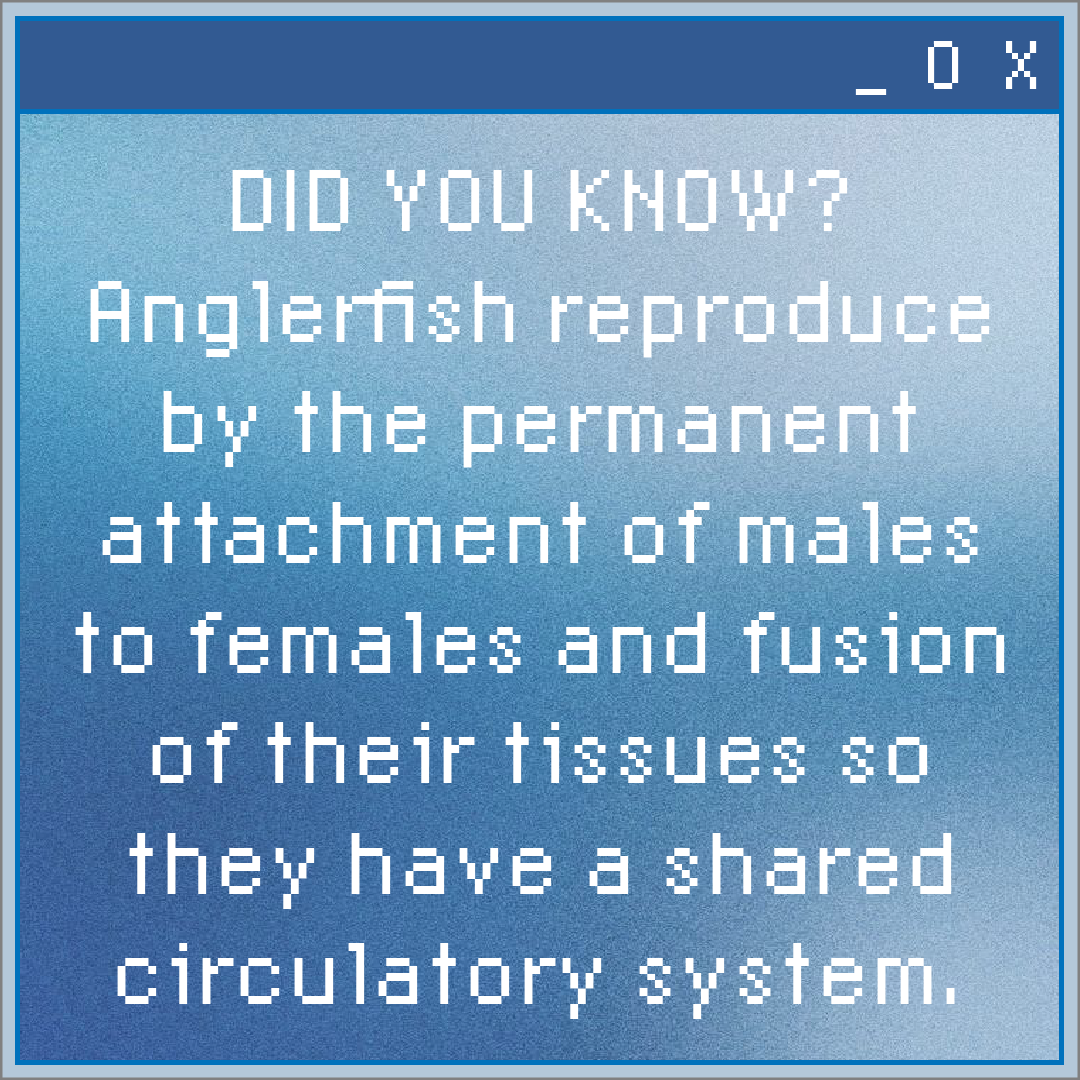 _ O X
DID YOU KNOW?
Anglerfish reproduce
by the permanent
attachment of males
to females and fusion
of their tissues so
they have a shared
circulatory system.